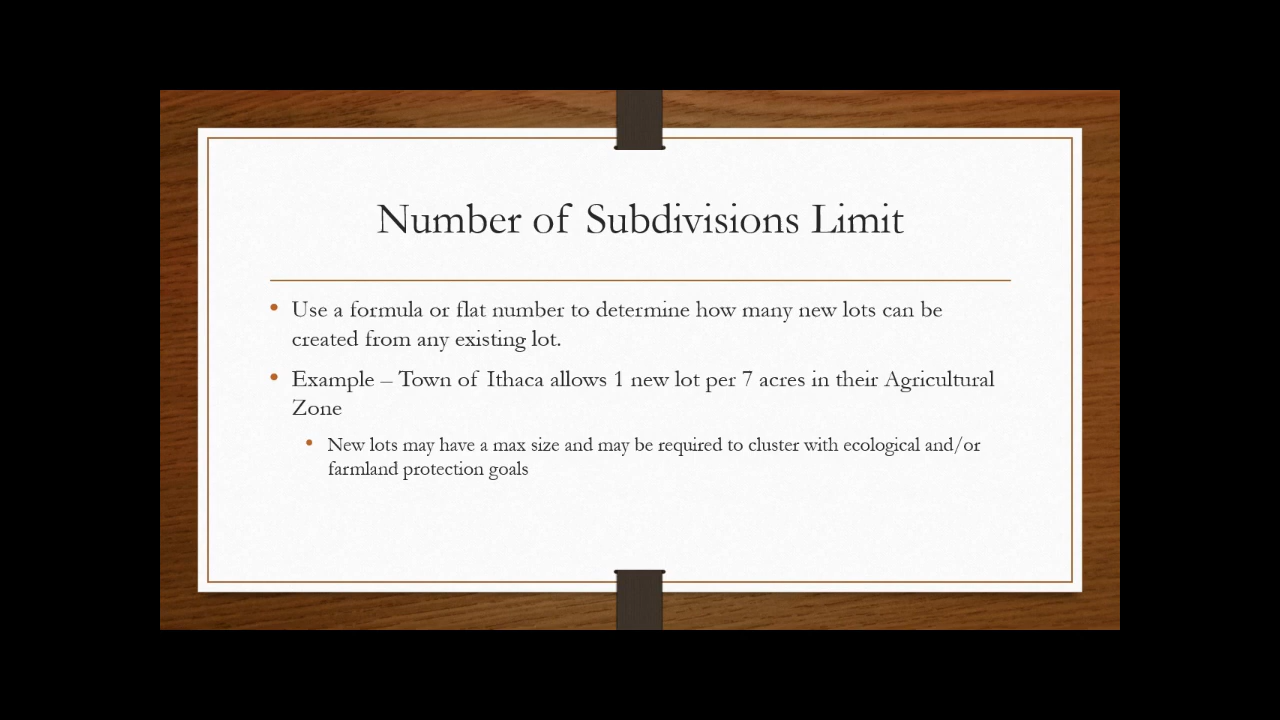 Number of Subdivisions Limit
• Use a formula or flat number to determine how many new lots can be
created from any existing lot.
• Example – Town of Ithaca allows 1 new lot per 7 acres in their Agricultural
Zone
• New lots may have a max size and may be required to cluster with ecological and/or
farmland protection goals